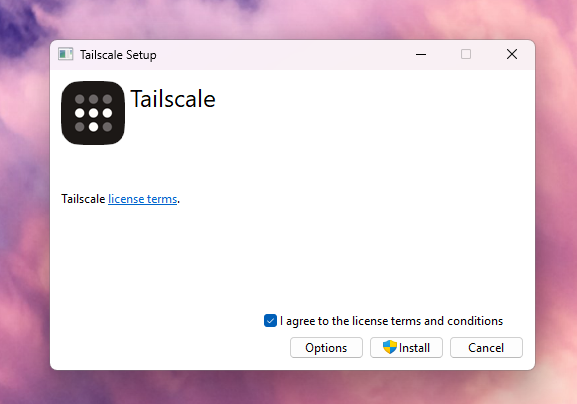 Tailscale Setup
Tailscale
Tailscale license terms.
I agree to the license terms and conditions
Options
Install
Cancel